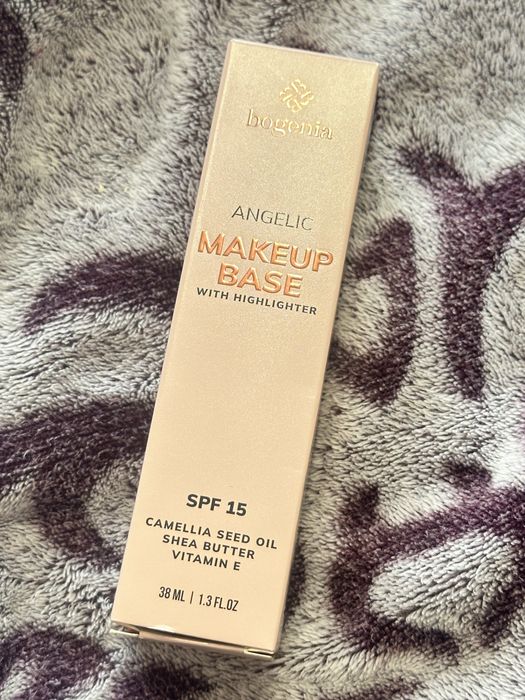 bogenia
ANGELIC
MAKEUP
BASE
WITH HIGHLIGHTER
SPF 15
CAMELLIA SEED OIL
SHEA BUTTER
VITAMIN E
38 ML | 1.3 FL.OZ